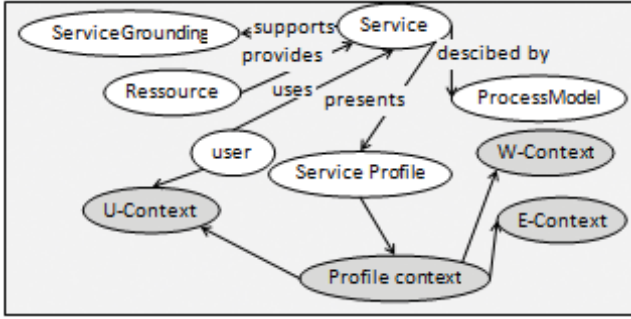 ServiceGrounding
supports
Service
provides
descibed by
Ressource
uses
presents
ProcessModel
user
Service Profile
W-Context
U-Context
E-Context
Profile context